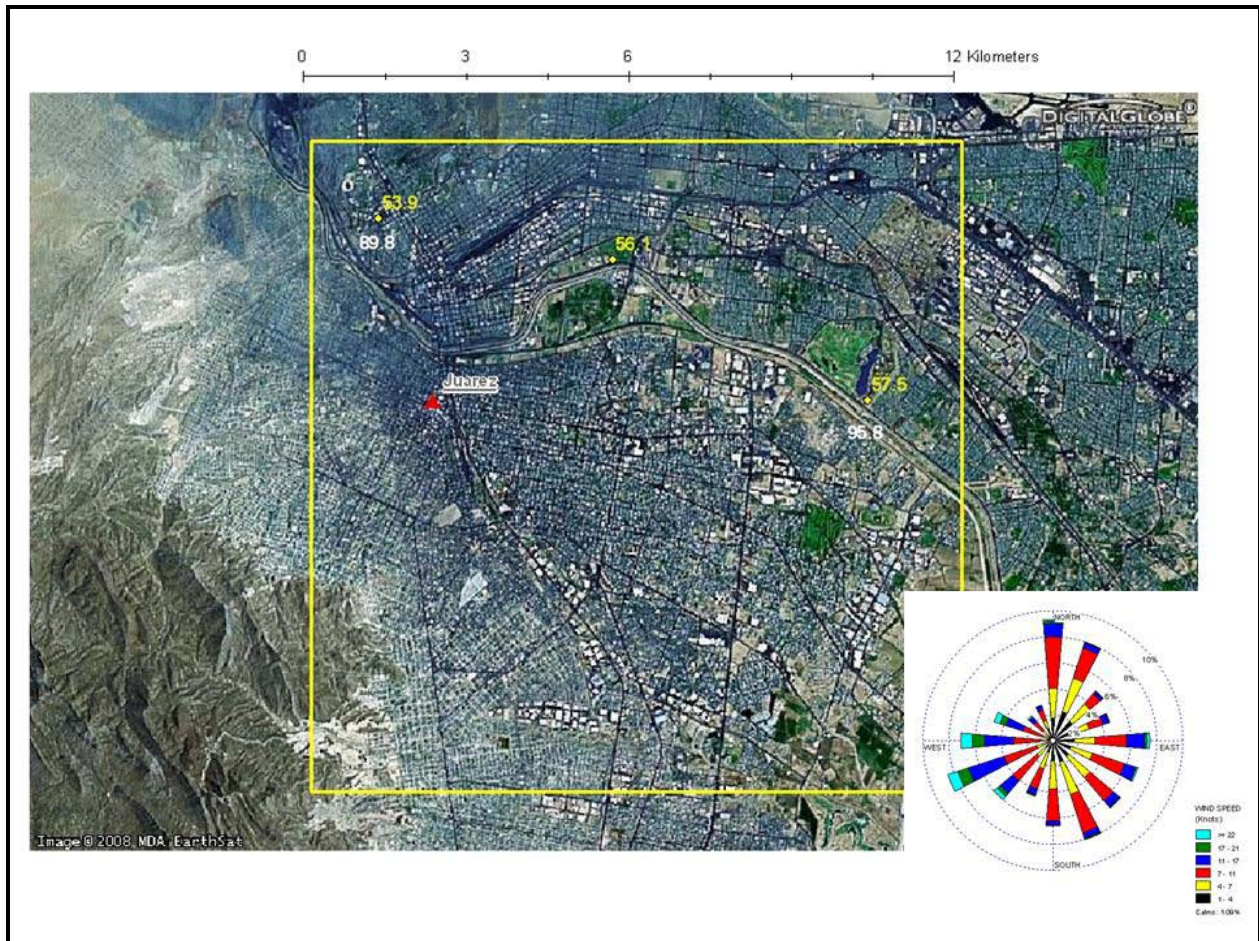 0 3 6 12 Kilometers
DIGITALGLOBE
53.9
89.8
56.1
Juarez
57.5
95.8
NORTH
10%
8%
6%
4%
2%
WEST
EAST
SOUTH
WIND SPEED
(Knots)
17 - 21
11 - 17
7 - 11
4 - 7
1 - 4
Calms: 1.09%
Image © 2008 MDA EarthSat